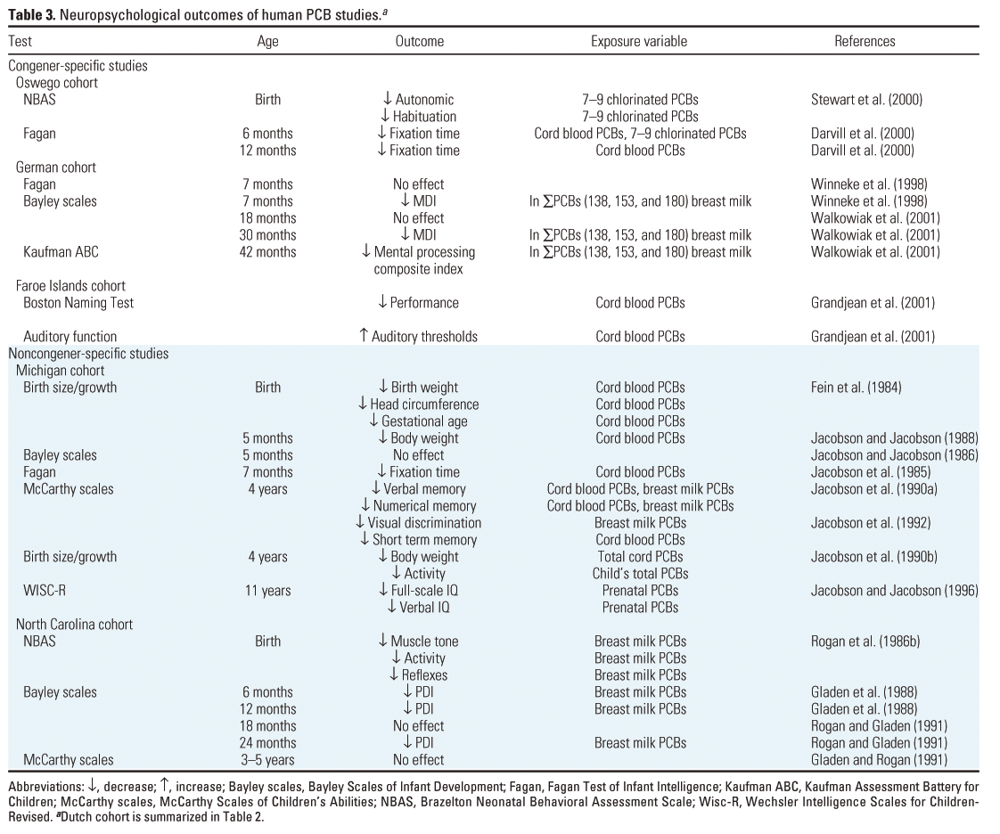 Table 3. Neuropsychological outcomes of human PCB studies.a
Test Age Outcome Exposure variable References
Congener-specific studies
Oswego cohort
NBAS Birth ↓ Autonomic 7–9 chlorinated PCBs Stewart et al. (2000)
↓ Habituation 7–9 chlorinated PCBs
Fagan 6 months ↓ Fixation time Cord blood PCBs, 7–9 chlorinated PCBs Darvill et al. (2000)
12 months ↓ Fixation time Cord blood PCBs Darvill et al. (2000)
German cohort
Fagan 7 months No effect Winneke et al. (1998)
Bayley scales 7 months ↓ MDI In ∑PCBs (138, 153, and 180) breast milk Winneke et al. (1998)
18 months No effect Walkowiak et al. (2001)
30 months ↓ MDI In ∑PCBs (138, 153, and 180) breast milk Walkowiak et al. (2001)
Kaufman ABC 42 months ↓ Mental processing In ∑PCBs (138, 153, and 180) breast milk Walkowiak et al. (2001)
composite index
Faroe Islands cohort
Boston Naming Test ↓ Performance Cord blood PCBs Grandjean et al. (2001)
Auditory function ↑ Auditory thresholds Cord blood PCBs Grandjean et al. (2001)
Noncongener-specific studies
Michigan cohort
Birth size/growth Birth ↓ Birth weight Cord blood PCBs Fein et al. (1984)
↓ Head circumference Cord blood PCBs
↓ Gestational age Cord blood PCBs
5 months ↓ Body weight Cord blood PCBs Jacobson and Jacobson (1988)
Bayley scales 5 months No effect Jacobson and Jacobson (1986)
Fagan 7 months ↓ Fixation time Cord blood PCBs Jacobson et al. (1985)
McCarthy scales 4 years ↓ Verbal memory Cord blood PCBs, breast milk PCBs Jacobson et al. (1990a)
↓ Numerical memory Cord blood PCBs, breast milk PCBs
↓ Visual discrimination Breast milk PCBs Jacobson et al. (1992)
↓ Short term memory Cord blood PCBs
Birth size/growth 4 years ↓ Body weight Total cord PCBs Jacobson et al. (1990b)
↓ Activity Child's total PCBs
WISC-R 11 years ↓ Full-scale IQ Prenatal PCBs Jacobson and Jacobson (1996)
↓ Verbal IQ Prenatal PCBs
North Carolina cohort
NBAS Birth ↓ Muscle tone Breast milk PCBs Rogan et al. (1986b)
↓ Activity Breast milk PCBs
↓ Reflexes Breast milk PCBs
Bayley scales 6 months ↓ PDI Breast milk PCBs Gladen et al. (1988)
12 months ↓ PDI Breast milk PCBs Gladen et al. (1988)
18 months No effect Rogan and Gladen (1991)
24 months ↓ PDI Breast milk PCBs Rogan and Gladen (1991)
McCarthy scales 3–5 years No effect Gladen and Rogan (1991)
Abbreviations: ↓, decrease; ↑, increase; Bayley scales, Bayley Scales of Infant Development; Fagan, Fagan Test of Infant Intelligence; Kaufman ABC, Kaufman Assessment Battery for
Children; McCarthy scales, McCarthy Scales of Children's Abilities; NBAS, Brazelton Neonatal Behavioral Assessment Scale; Wisc-R, Wechsler Intelligence Scales for Children-
Revised. aDutch cohort is summarized in Table 2.